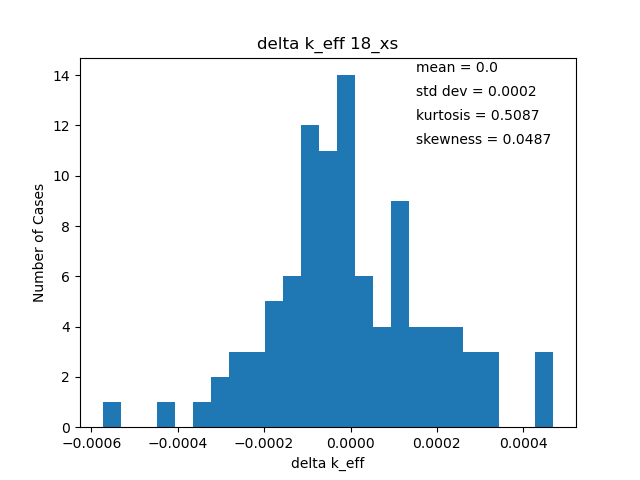 delta k_eff 18_xs
mean = 0.0
std dev = 0.0002
kurtosis = 0.5087
skewness = 0.0487
Number of Cases
14
12
10
8
6
4
2
0
−0.0006 −0.0004 −0.0002 0.0000 0.0002 0.0004
delta k_eff